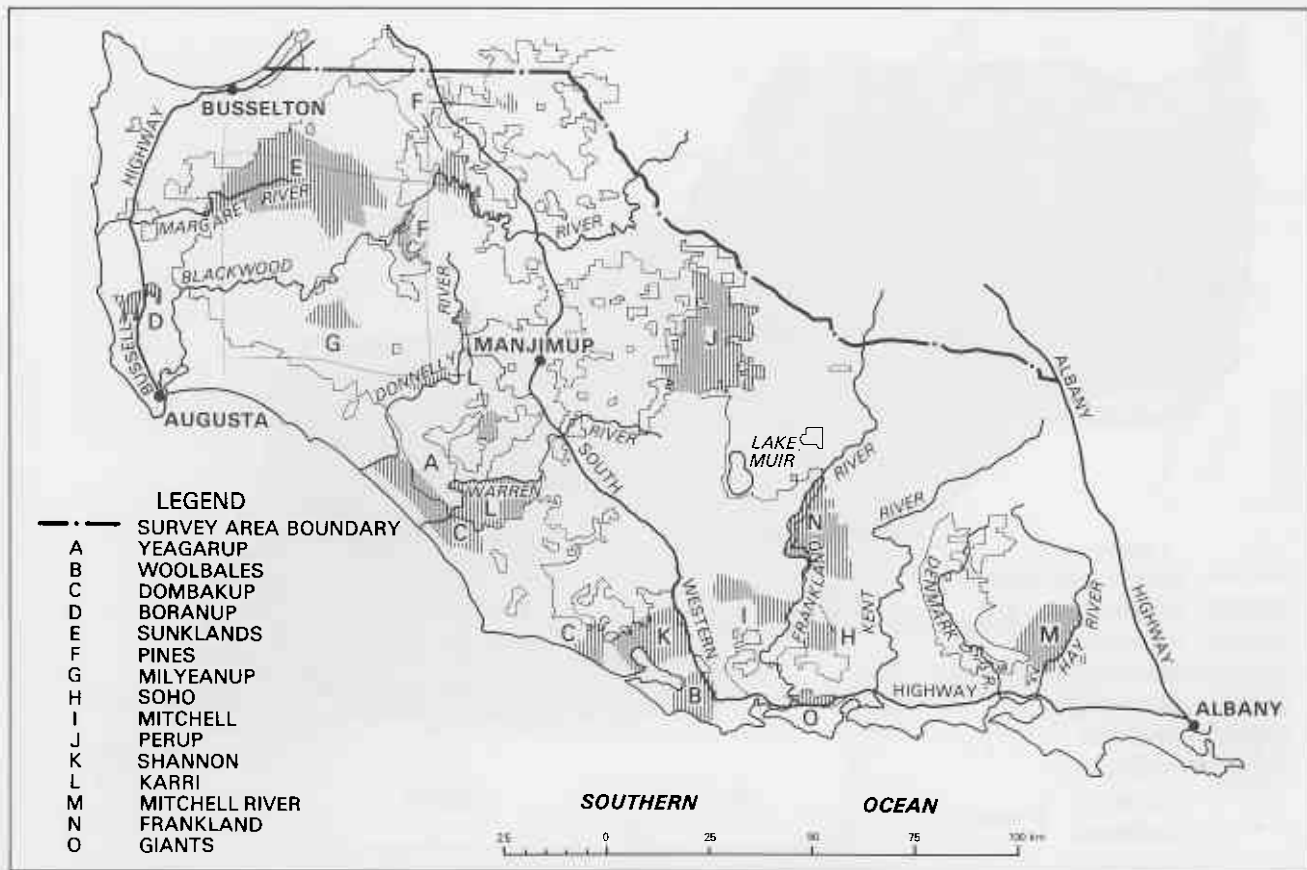 BUSSELTON
F
HIGHWAY
E
MARGARET RIVER
RIVER
F
BLACKWOOD
RIVER
D
BUSSELL
G
MANJIMUP
J
DONNELLY
ALBANY
AUGUSTA
RIVER
LAKE
MUIR
A
SOUTH
RIVER
WARREN
L
RIVER
C
N
DENMARK R.
WESTERN
FRANKLAND
KENT
I
H
C
K
M
HAY RIVER
HIGHWAY
B
HIGHWAY
O
ALBANY
LEGEND
SURVEY AREA BOUNDARY
A YEAGARUP
B WOOLBALES
C DOMBAKUP
D BORANUP
E SUNKLANDS
F PINES
G MILYEANUP
H SOHO
I MITCHELL
J PERUP
K SHANNON
L KARRI
M MITCHELL RIVER
N FRANKLAND
O GIANTS
SOUTHERN OCEAN
25 0 25 50 75 100 km